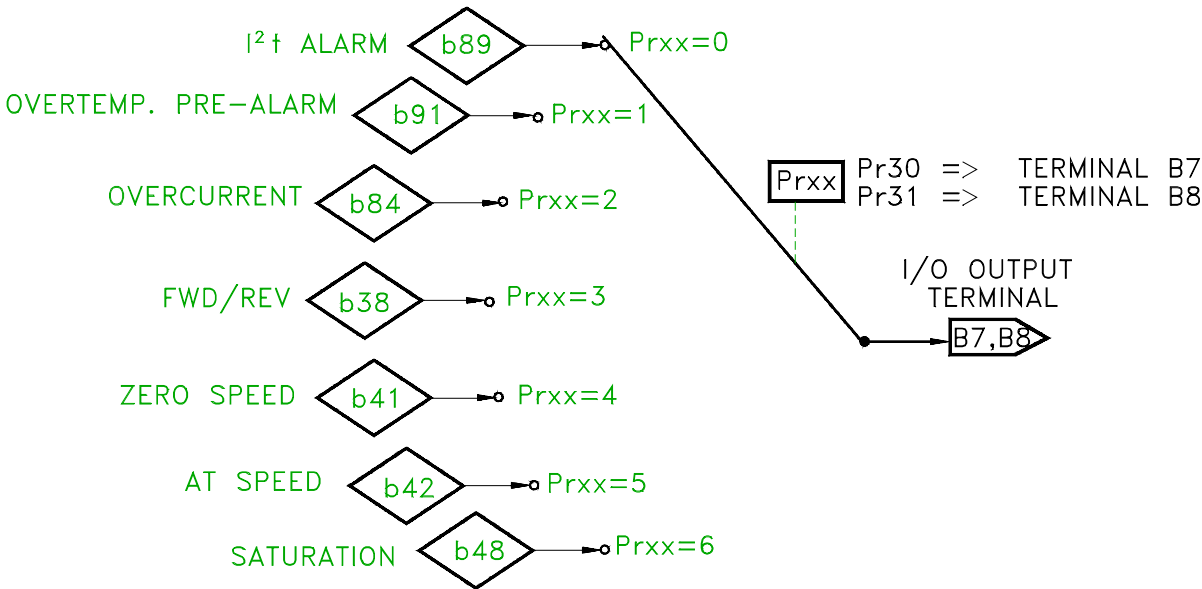 I²t ALARM b89 Prxx=0
OVERTEMP. PRE-ALARM b91 Prxx=1
Prxx Pr30 => TERMINAL B7
Pr31 => TERMINAL B8
OVERCURRENT b84 Prxx=2
I/O OUTPUT
TERMINAL
FWD/REV b38 Prxx=3
B7,B8
ZERO SPEED b41 Prxx=4
AT SPEED b42 Prxx=5
SATURATION b48 Prxx=6